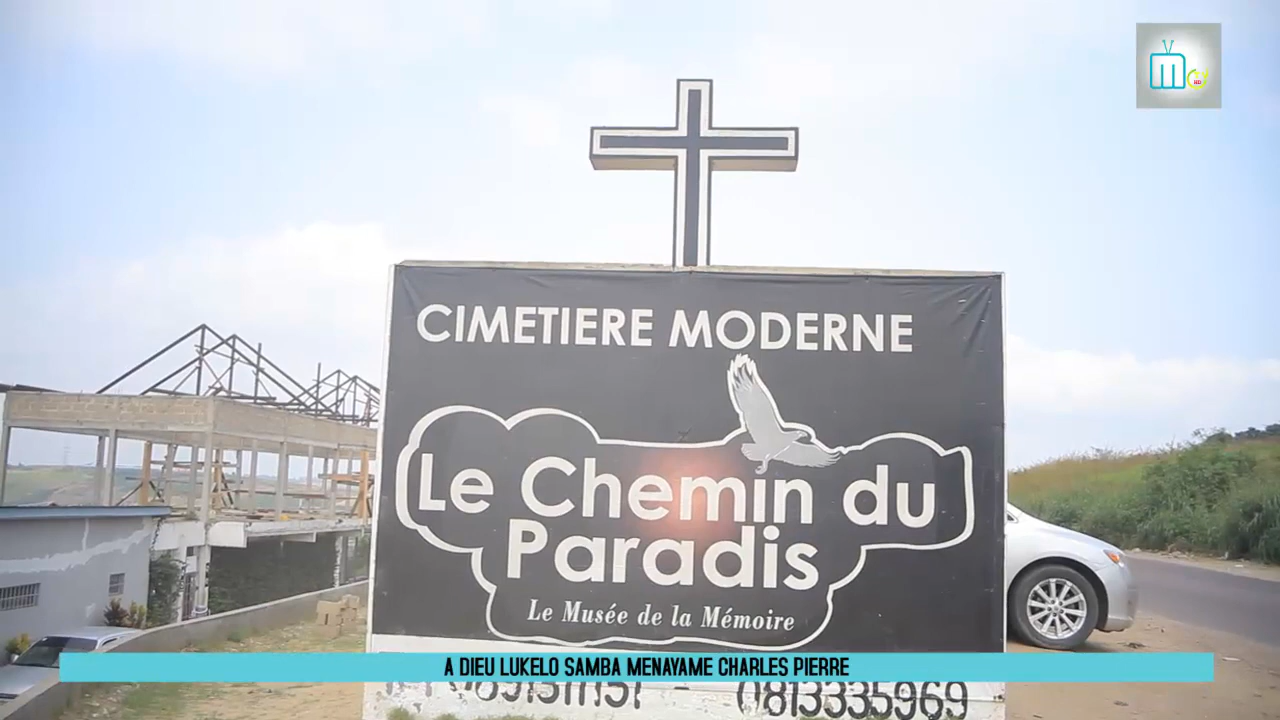 CIMETIERE MODERNE
Le Chemin du
Paradis
Le Musée de la Mémoire
A DIEU LUKELO SAMBA MENAYAME CHARLES PIERRE
0813335969